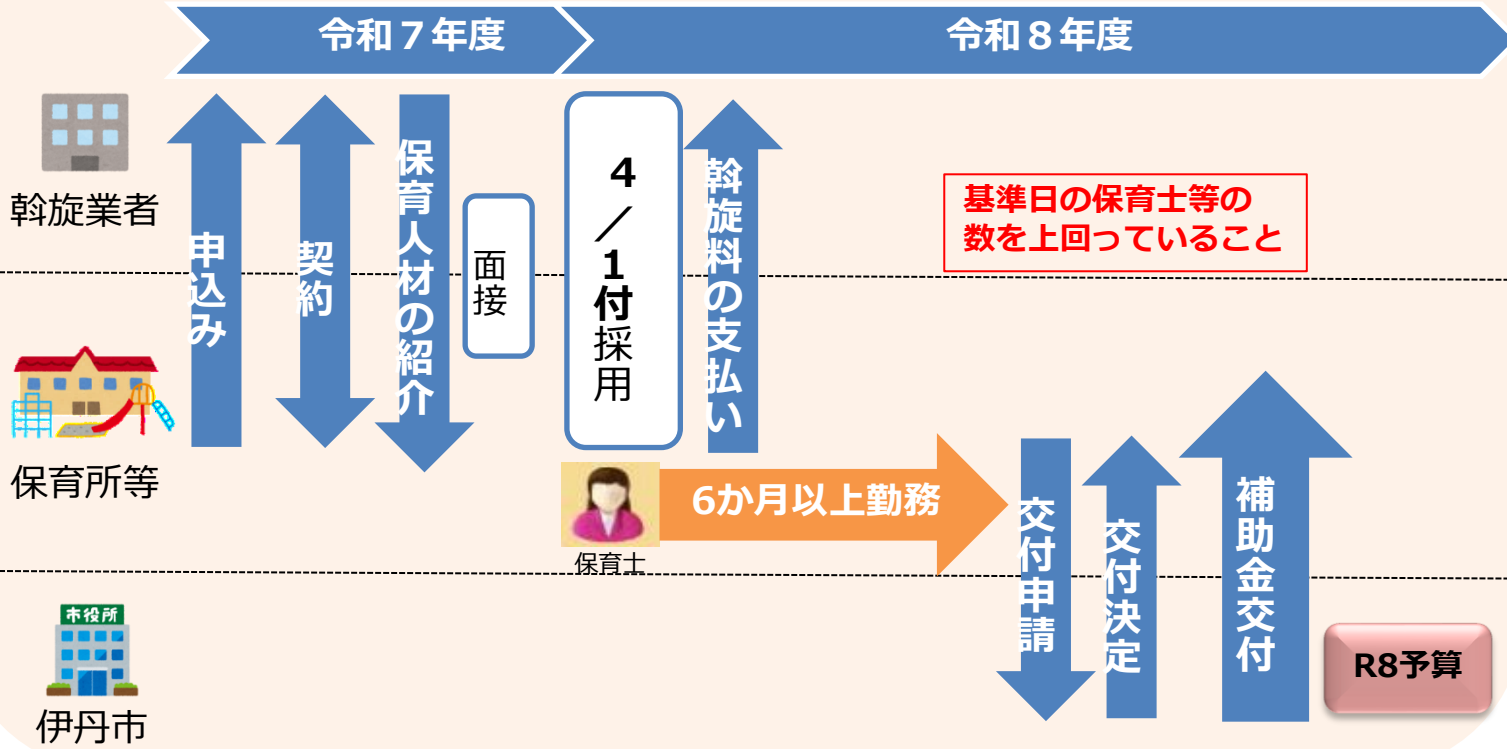 令和７年度
令和８年度
斡旋業者
申込み
契約
保育人材の紹介
面接
４／１付採用
斡旋料の支払い
基準日の保育士等の
数を上回っていること
保育所等
保育士
6か月以上勤務
交付申請
交付決定
補助金交付
市役所
伊丹市
R8予算